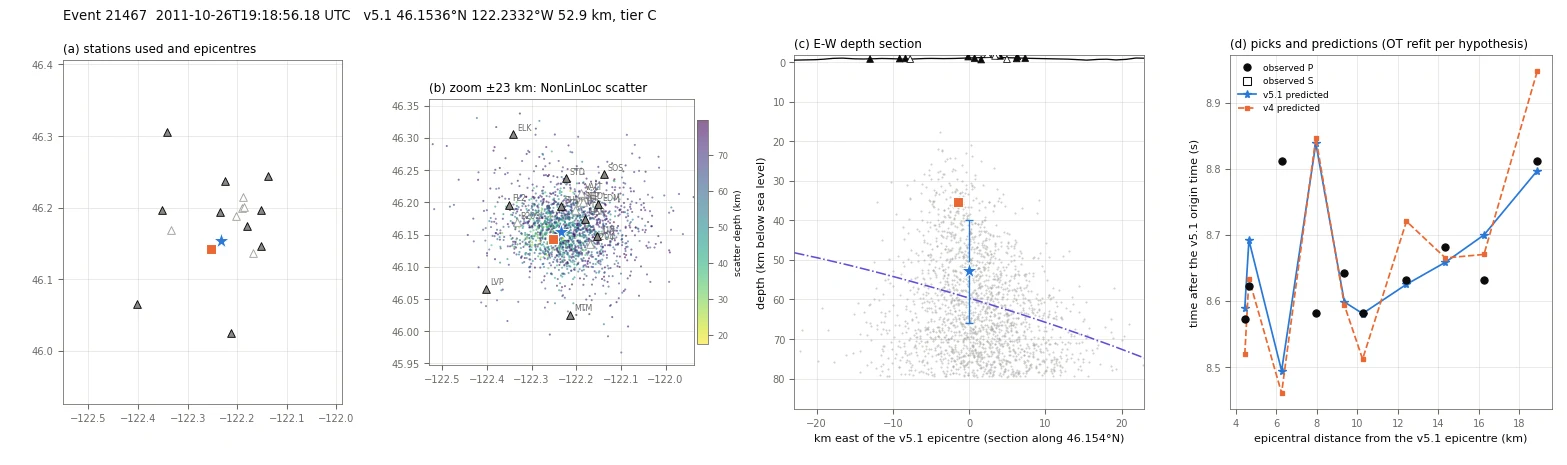 Event 21467  2011-10-26T19:18:56.18 UTC   v5.1 46.1536°N 122.2332°W 52.9 km, tier C
(a) stations used and epicentres
46.4
46.3
46.2
46.1
46.0
−122.5
−122.4
−122.3
−122.2
−122.1
−122.0
(b) zoom ±23 km: NonLinLoc scatter
46.35
46.30
46.25
46.20
46.15
46.10
46.05
46.00
45.95
−122.5
−122.4
−122.3
−122.2
−122.1
−122.0
ELK
STD
SOS
EDM
LVP
MTM
70
60
50
40
30
20
scatter depth (km)
(c) E-W depth section
0
10
20
30
40
50
60
70
80
depth (km below sea level)
−20
−10
0
10
20
km east of the v5.1 epicentre (section along 46.154°N)
(d) picks and predictions (OT refit per hypothesis)
observed P
observed S
v5.1 predicted
v4 predicted
8.9
8.8
8.7
8.6
8.5
time after the v5.1 origin time (s)
4
6
8
10
12
14
16
18
epicentral distance from the v5.1 epicentre (km)